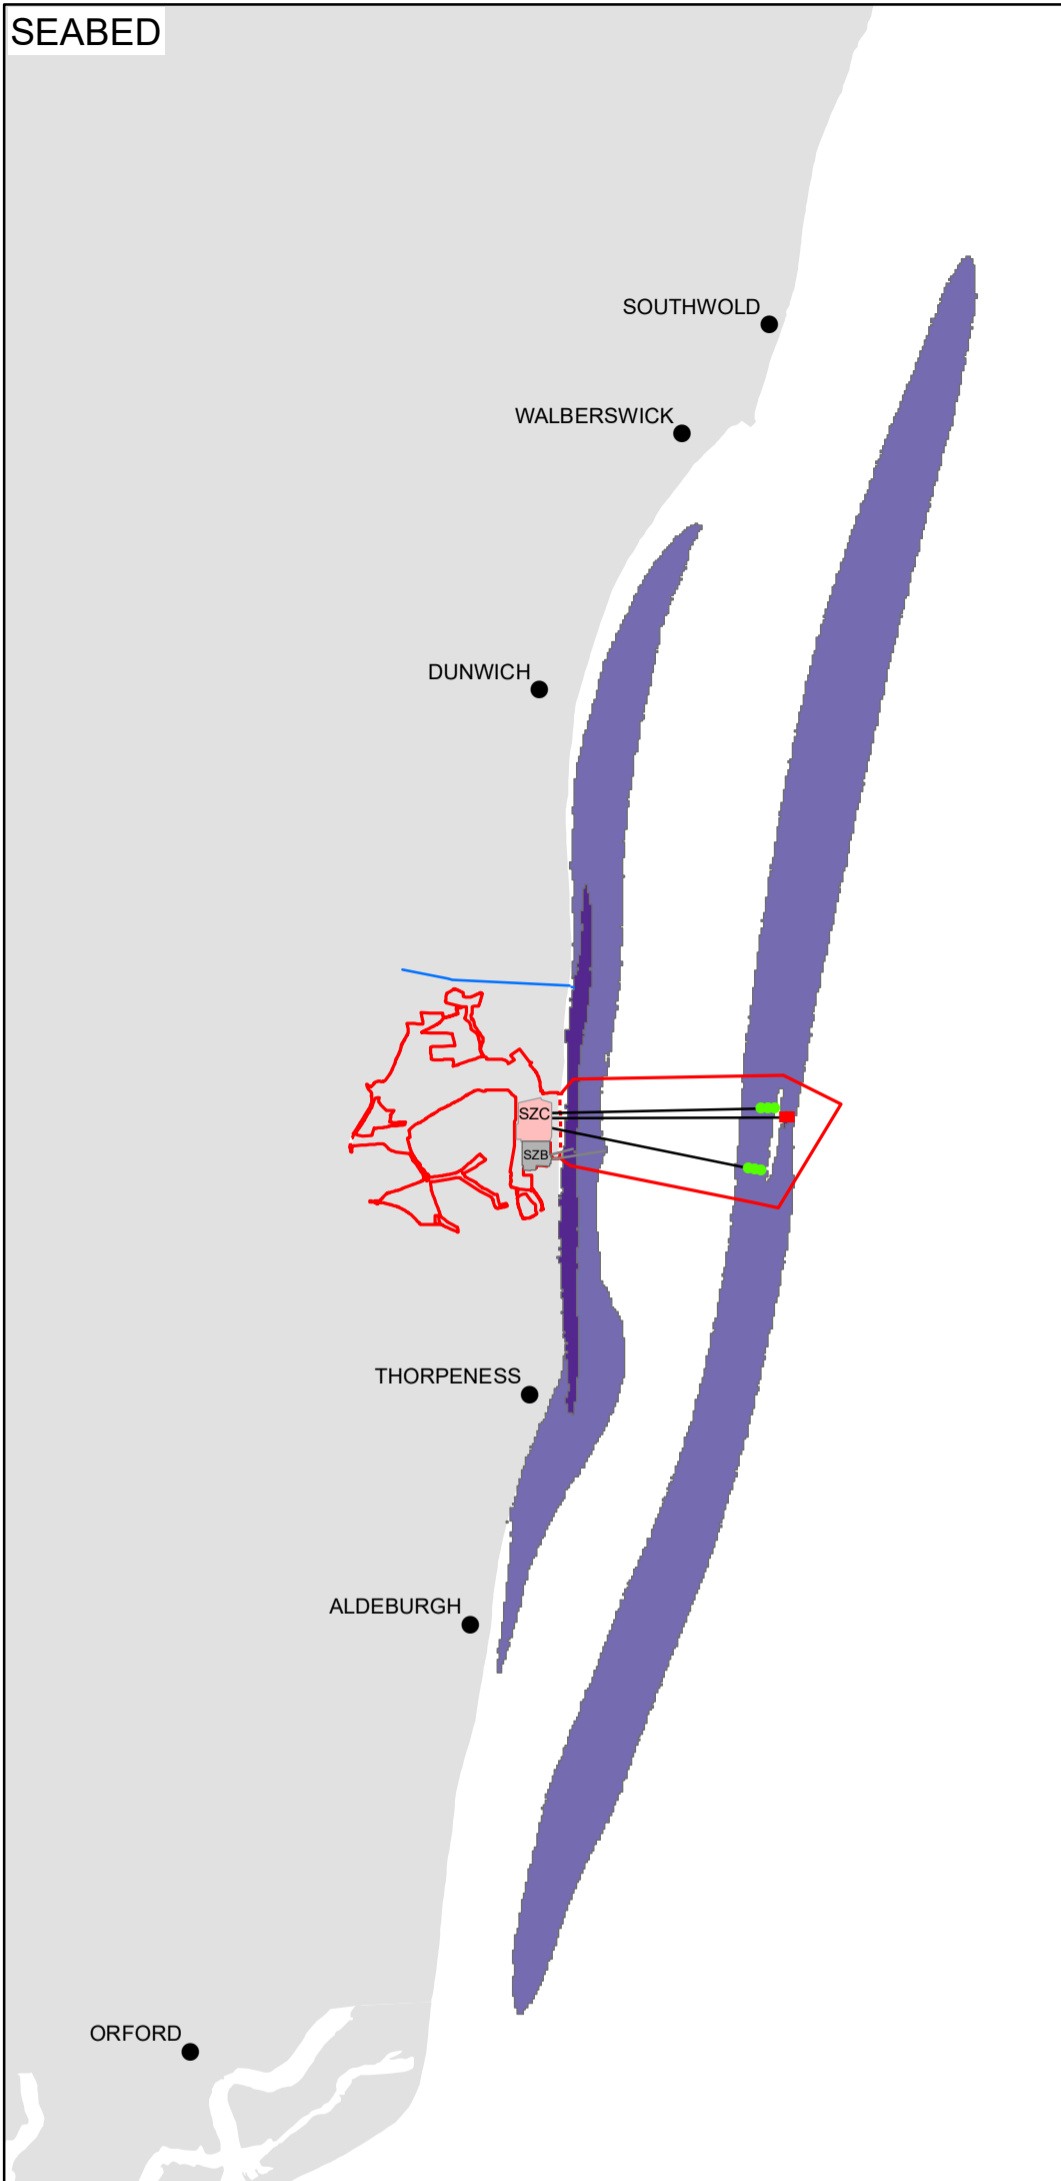 SEABED
SOUTHWOLD
WALBERSWICK
DUNWICH
SZC
SZB
THORPENESS
ALDEBURGH
ORFORD